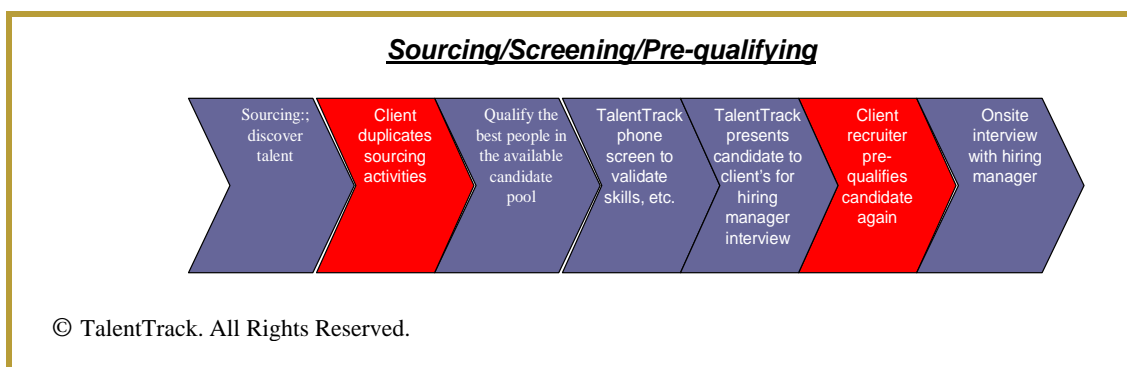 Sourcing/Screening/Pre-qualifying
Sourcing:;
discover
talent
Client
duplicates
sourcing
activities
Qualify the
best people in
the available
candidate
pool
TalentTrack
phone
screen to
validate
skills, etc.
TalentTrack
presents
candidate to
client's for
hiring
manager
interview
Client
recruiter
pre-
qualifies
candidate
again
Onsite
interview
with hiring
manager
© TalentTrack. All Rights Reserved.